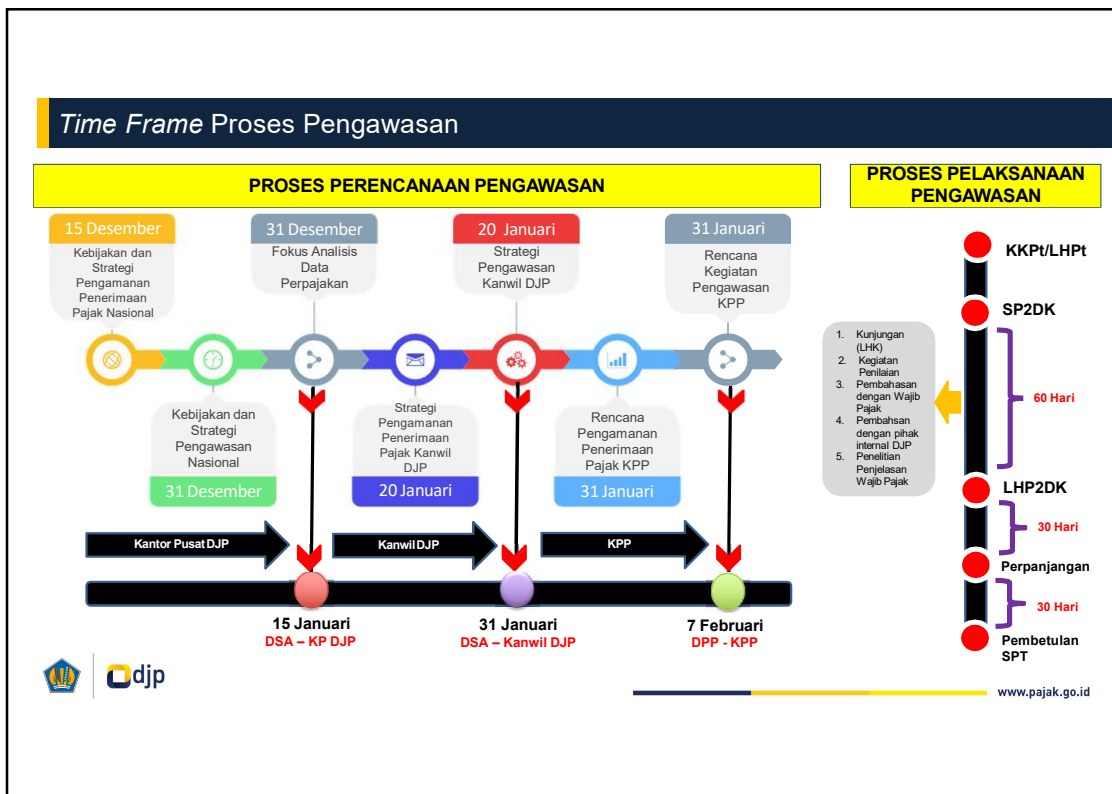 Time Frame Proses Pengawasan
PROSES PERENCANAAN PENGAWASAN
15 Desember
Kebijakan dan
Strategi
Pengamanan
Penerimaan
Pajak Nasional
31 Desember
Fokus Analisis
Data
Perpajakan
20 Januari
Strategi
Pengawasan
Kanwil DJP
31 Januari
Rencana
Kegiatan
Pengawasan
KPP
Kebijakan dan
Strategi
Pengawasan
Nasional
31 Desember
Strategi
Pengamanan
Penerimaan
Pajak Kanwil
DJP
20 Januari
Rencana
Pengamanan
Penerimaan
Pajak KPP
31 Januari
Kantor Pusat DJP
Kanwil DJP
KPP
15 Januari
DSA – KP DJP
31 Januari
DSA – Kanwil DJP
7 Februari
DPP - KPP
PROSES PELAKSANAAN
PENGAWASAN
KKPt/LHPt
SP2DK
1. Kunjungan
(LHK)
2. Kegiatan
Penilaian
3. Pembahasan
dengan Wajib
Pajak
4. Pembahsan
dengan pihak
internal DJP
5. Penelitian
Penjelasan
Wajib Pajak
60 Hari
LHP2DK
30 Hari
Perpanjangan
30 Hari
Pembetulan
SPT
djp
www.pajak.go.id